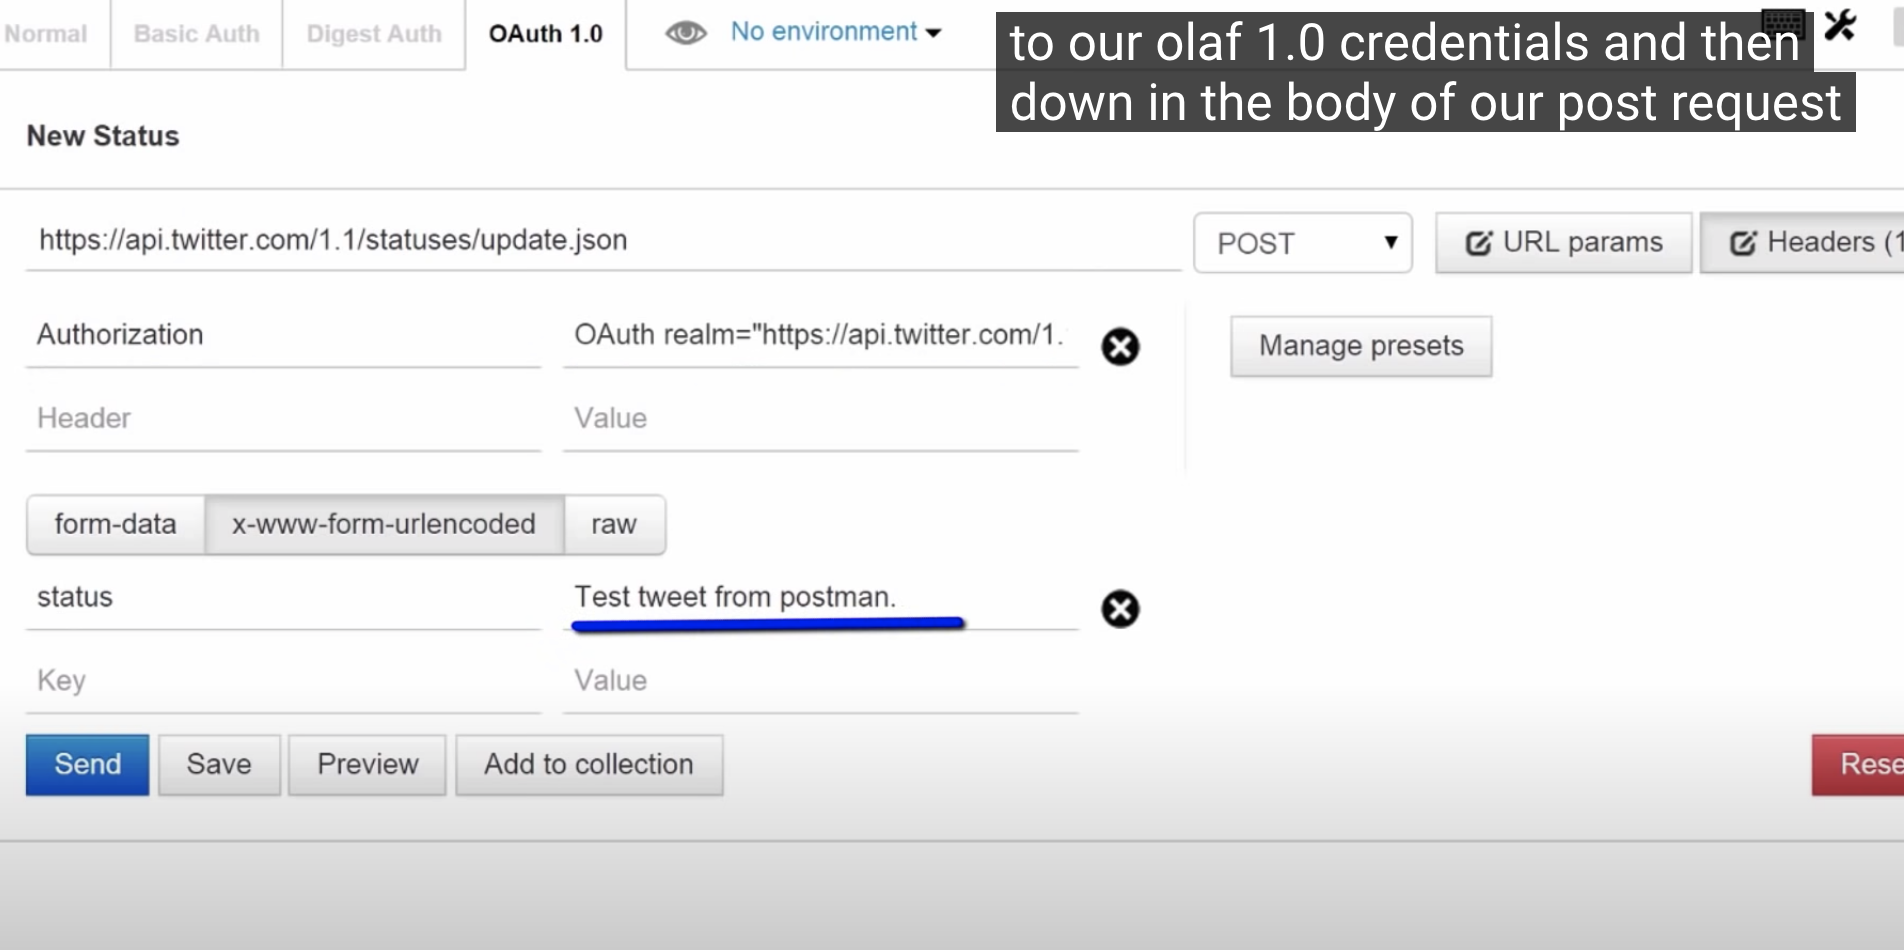 Normal
Basic Auth
Digest Auth
OAuth 1.0
No environment
to our olaf 1.0 credentials and then
down in the body of our post request
New Status
https://api.twitter.com/1.1/statuses/update.json
POST
URL params
Headers (1
Authorization
OAuth realm="https://api.twitter.com/1.
Manage presets
Header
Value
form-data
x-www-form-urlencoded
raw
status
Test tweet from postman.
Key
Value
Send
Save
Preview
Add to collection
Rese